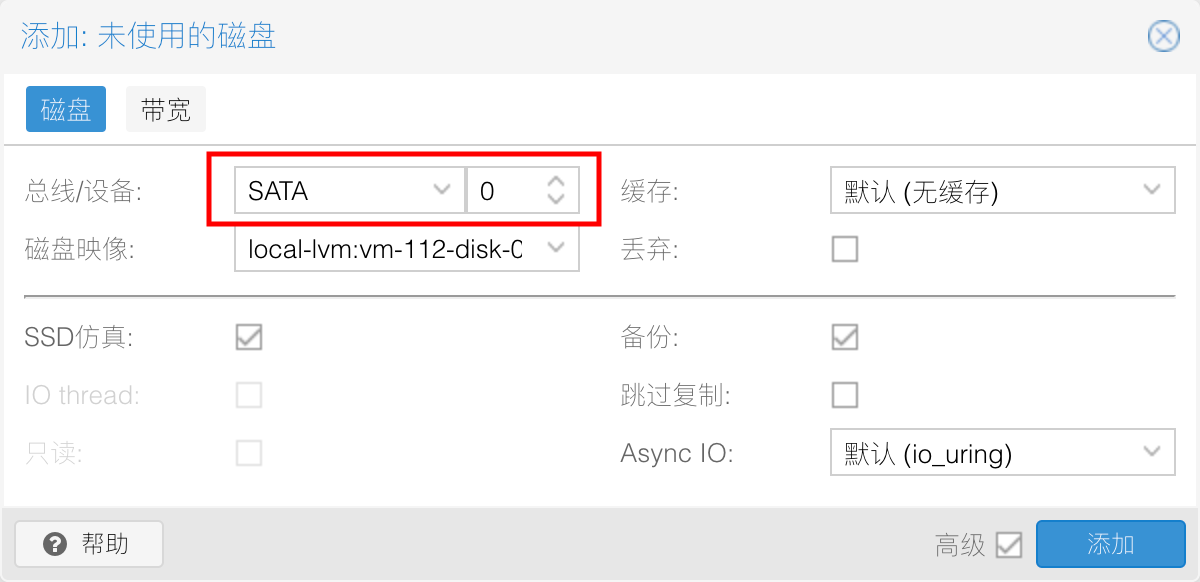 添加: 未使用的磁盘
磁盘 带宽
总线/设备: SATA 0 缓存: 默认 (无缓存)
磁盘映像: local-lvm:vm-112-disk-0 丢弃:
SSD仿真: 备份:
IO thread: 跳过复制:
只读: Async IO: 默认 (io_uring)
帮助 高级 添加